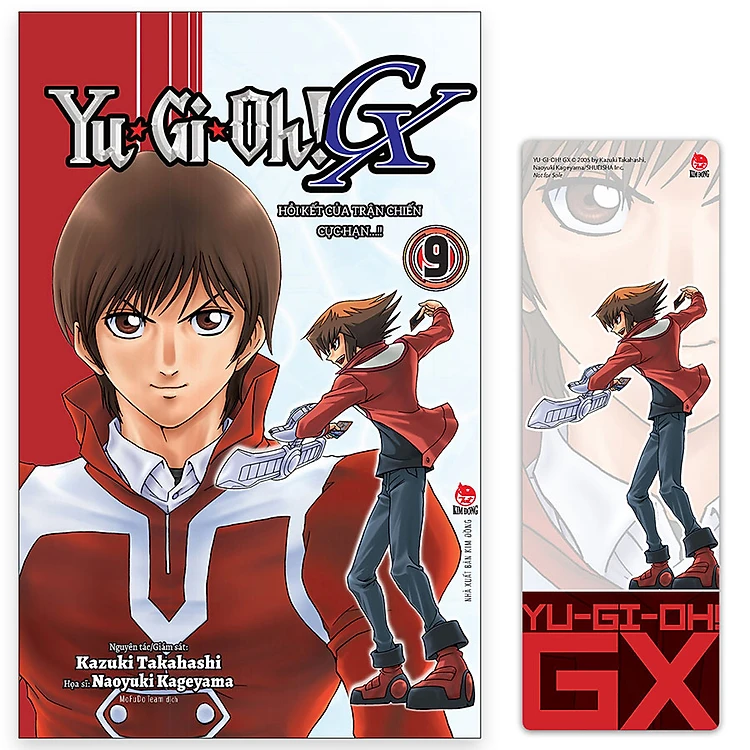 YU★GI★OH! GX
HỒI KẾT CỦA TRẬN CHIẾN
CỰC HẠN...!!
9
KIM ĐỒNG
NHÀ XUẤT BẢN KIM ĐỒNG
Nguyên tác/Giám sát:
Kazuki Takahashi
Họa sĩ: Naoyuki Kageyama
MoFuDo Team dịch
YU-GI-OH! GX © 2005 by Kazuki Takahashi,
Naoyuki Kageyama/SHUEISHA Inc.
Not for Sale
KIM ĐỒNG
YU-GI-OH!
GX